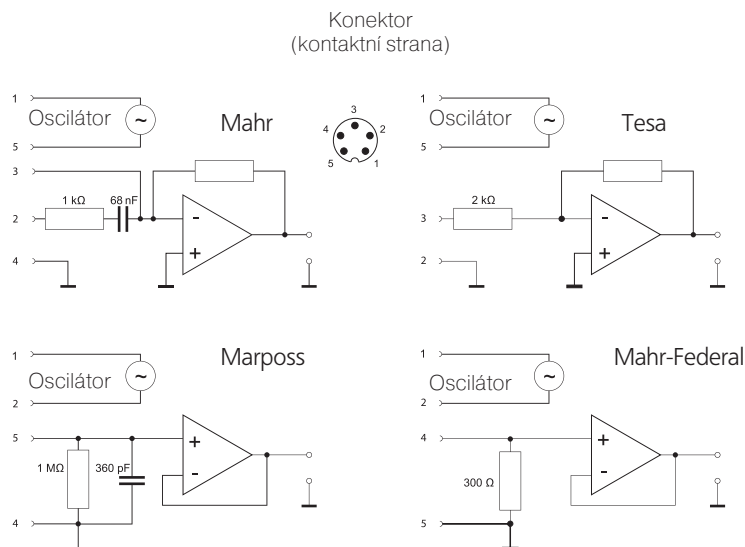 Konektor
(kontaktní strana)
Mahr
1
Oscilátor
~
5
3
2
1 kΩ
68 nF
4
-
+
3
4
2
5
1
Tesa
1
Oscilátor
~
5
3
2 kΩ
2
-
+
Marposs
1
Oscilátor
~
2
5
1 MΩ
360 pF
4
+
-
Mahr-Federal
1
Oscilátor
~
2
4
300 Ω
5
+
-